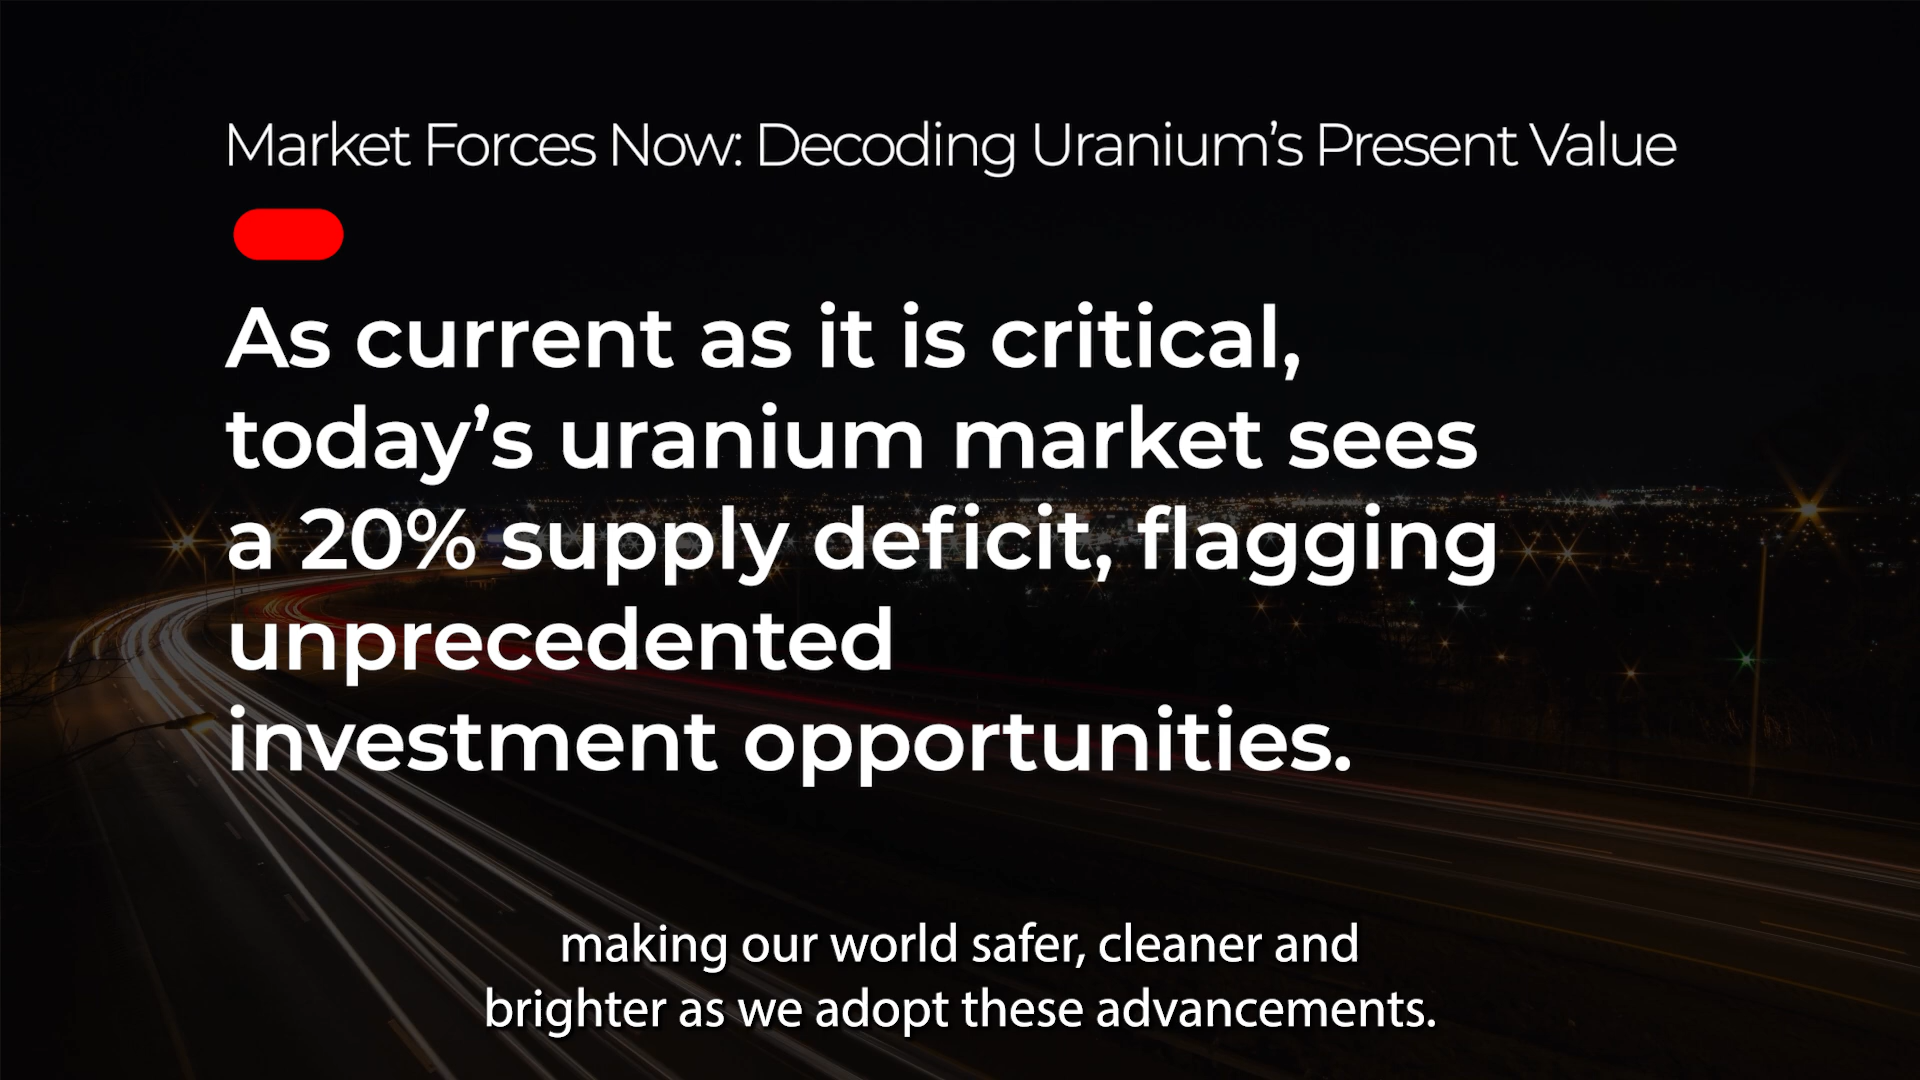 Market Forces Now: Decoding Uranium’s Present Value
As current as it is critical,
today’s uranium market sees
a 20% supply deficit, flagging
unprecedented
investment opportunities.
making our world safer, cleaner and
brighter as we adopt these advancements.